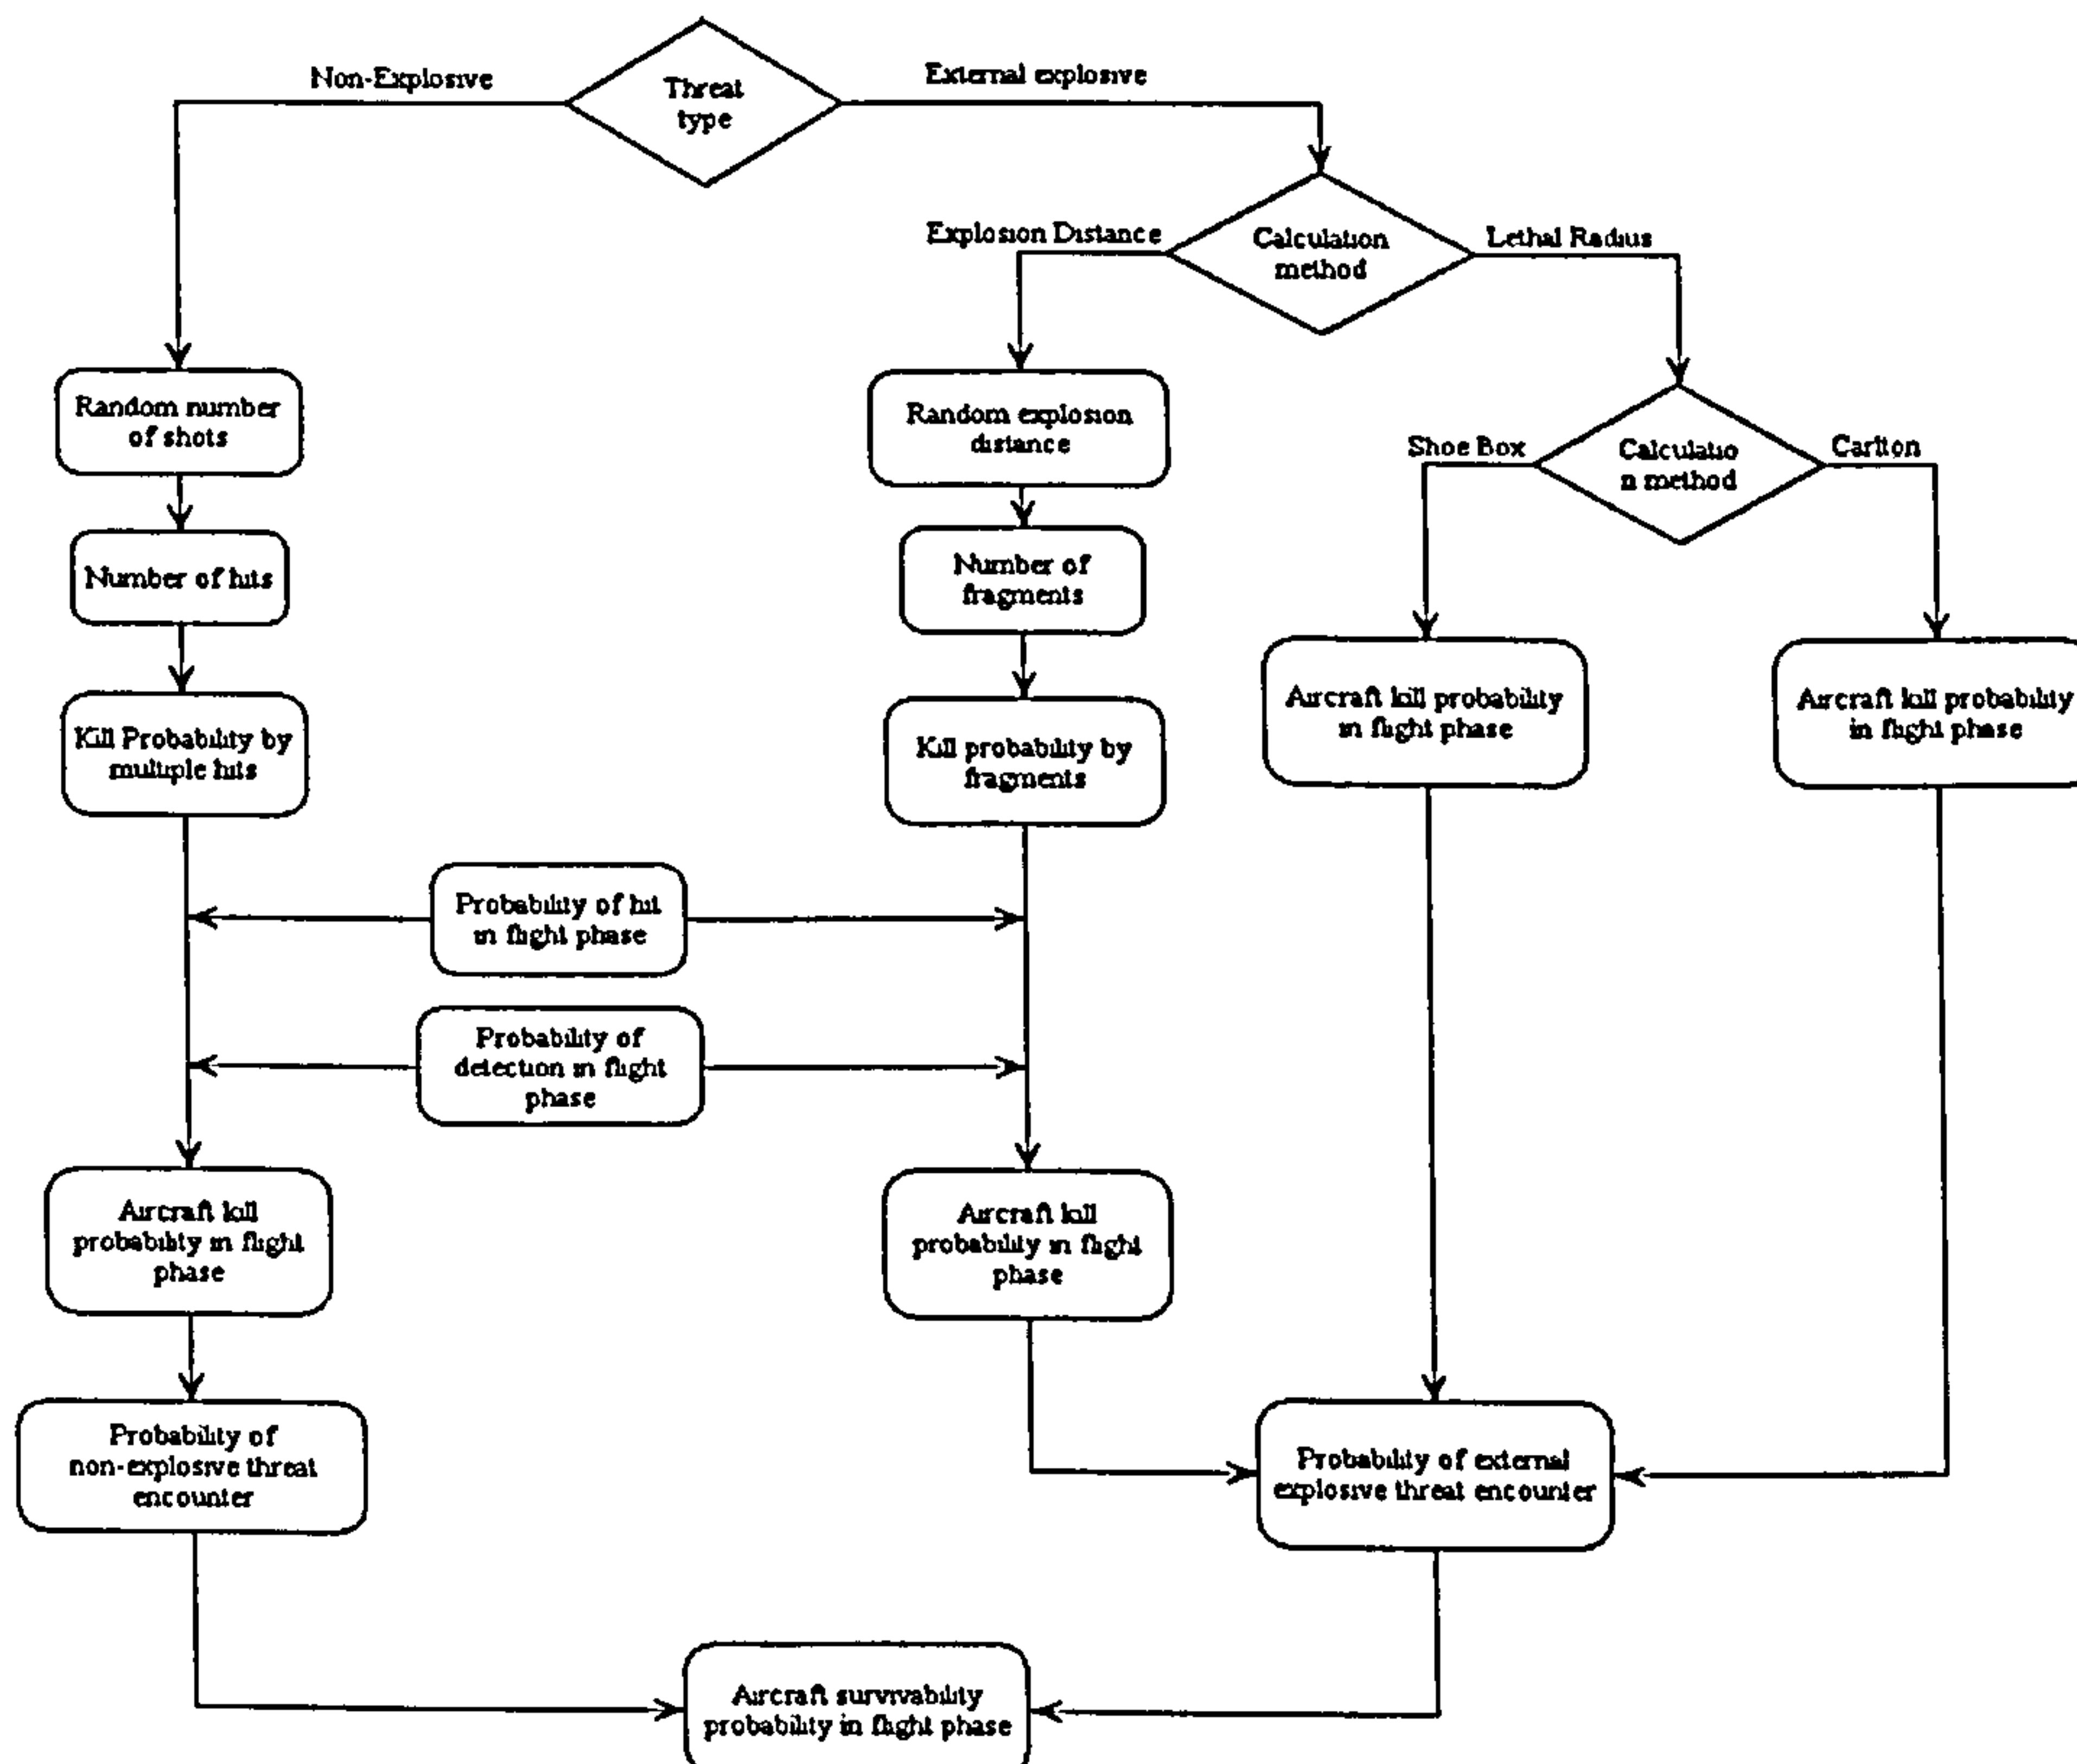 Threat
type
Non-Explosive
External explosive
Calculation
method
Explosion Distance
Lethal Radius
Random number
of shots
Random explosion
distance
Shoe Box
Calculatio
n method
Carlton
Number of hits
Number of
fragments
Kill Probability by
multiple hits
Kill probability by
fragments
Aircraft kill probability
in flight phase
Aircraft kill probability
in flight phase
Probability of hit
in flight phase
Probability of
detection in flight
phase
Aircraft kill
probability in flight
phase
Aircraft kill
probability in flight
phase
Probability of
non-explosive threat
encounter
Probability of external
explosive threat encounter
Aircraft survivability
probability in flight phase